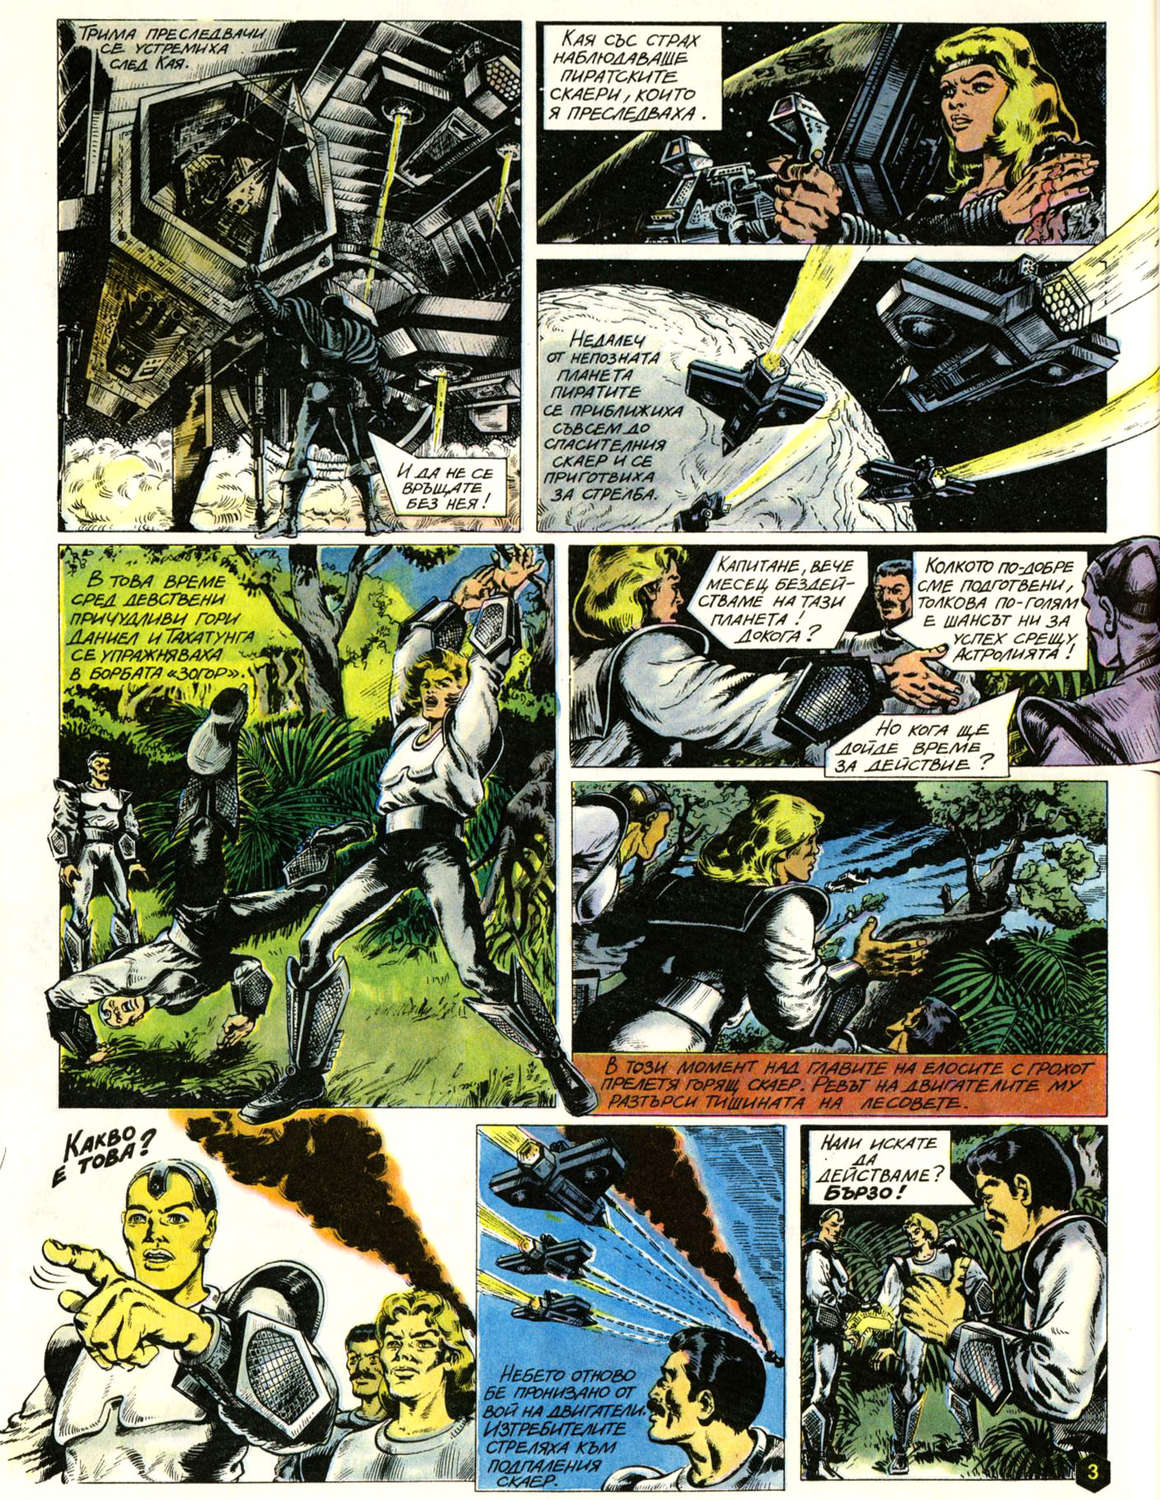 Трима преследвачи
се устремиха
след Кая.
И да не се
връщате
без нея!
Кая със страх
наблюдаваше
пиратските
скаери, които
я преследваха.
Недалеч
от непозната
планета
пиратите
се приближиха
съвсем до
спасителния
скаер и се
приготвиха
за стрелба.
В това време
сред девствени
причудливи гори
Даниел и Тахатунга
се упражняваха
в борбата «Зогор».
Капитане, вече
месец бездей-
стваме на тази
планета!
Докога?
Колкото по-добре
сме подготвени,
толкова по-голям
е шансът ни за
успех срещу
Астролията!
Но кога ще
дойде време
за действие?
В този момент над главите на елосите с грохот
прелетя горящ скаер. Ревът на двигателите му
разтърси тишината на лесовете.
Какво
е това?
Небето отново
бе пронизано от
вой на двигатели.
Изтребителите
стреляха към
подпаления
скаер.
Нали искате
да
действаме?
Бързо!
3